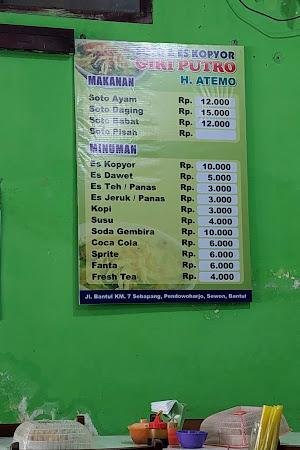 & ES KOPYOR
GIRI PUTRO
MAKANAN H. ATEMO
Soto Ayam Rp. 12.000
Soto Daging Rp. 15.000
Soto Babat Rp. 12.000
Soto Pisah Rp.
MINUMAN
Es Kopyor Rp. 10.000
Es Dawet Rp. 5.000
Es Teh / Panas Rp. 3.000
Es Jeruk / Panas Rp. 3.000
Kopi Rp. 3.000
Susu Rp. 4.000
Soda Gembira Rp. 10.000
Coca Cola Rp. 6.000
Sprite Rp. 6.000
Fanta Rp. 6.000
Fresh Tea Rp. 4.000
Jl. Bantul KM. 7 Sebapang, Pendowoharjo, Sewon, Bantul